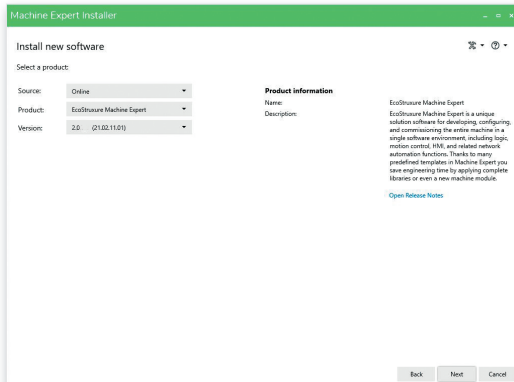 Machine Expert Installer
Install new software
Select a product:
Source:
Online
Product:
EcoStruxure Machine Expert
Version:
2.0 (21.02.11.01)
Product information
Name:
EcoStruxure Machine Expert
Description:
EcoStruxure Machine Expert is a unique
solution software for developing, configuring,
and commissioning the entire machine in a
single software environment, including logic,
motion control, HMI, and related network
automation functions. Thanks to many
predefined templates in Machine Expert you
save engineering time by applying complete
libraries or even a new machine module.
Open Release Notes
Back
Next
Cancel